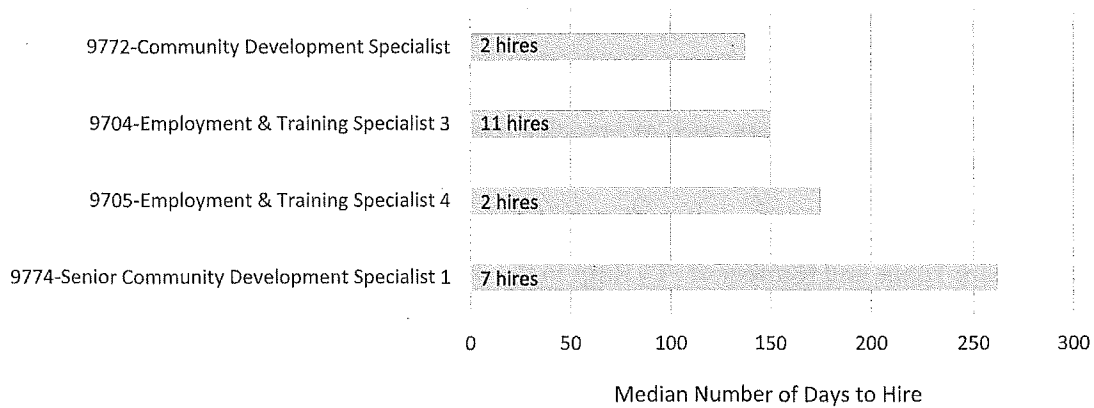 9772-Community Development Specialist 2 hires
9704-Employment & Training Specialist 3 11 hires
9705-Employment & Training Specialist 4 2 hires
9774-Senior Community Development Specialist 1 7 hires
0 50 100 150 200 250 300
Median Number of Days to Hire